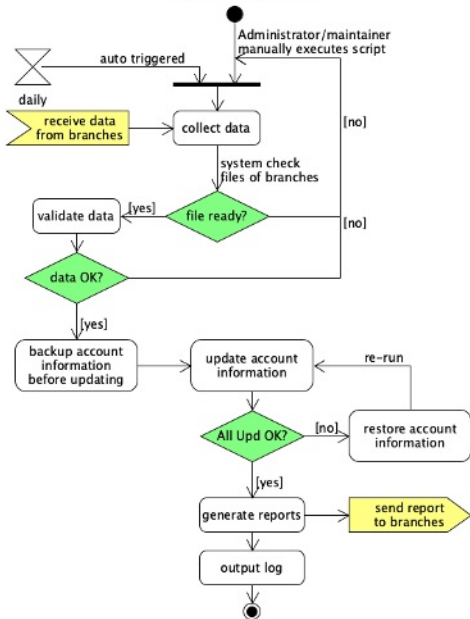 Administrator/maintainer
manually executes script
auto triggered
daily
receive data
from branches
collect data
[no]
system check
files of branches
validate data
[yes]
file ready?
[no]
data OK?
[yes]
backup account
information
before updating
update account
information
re-run
All Upd OK?
[no]
restore account
information
[yes]
generate reports
send report
to branches
output log